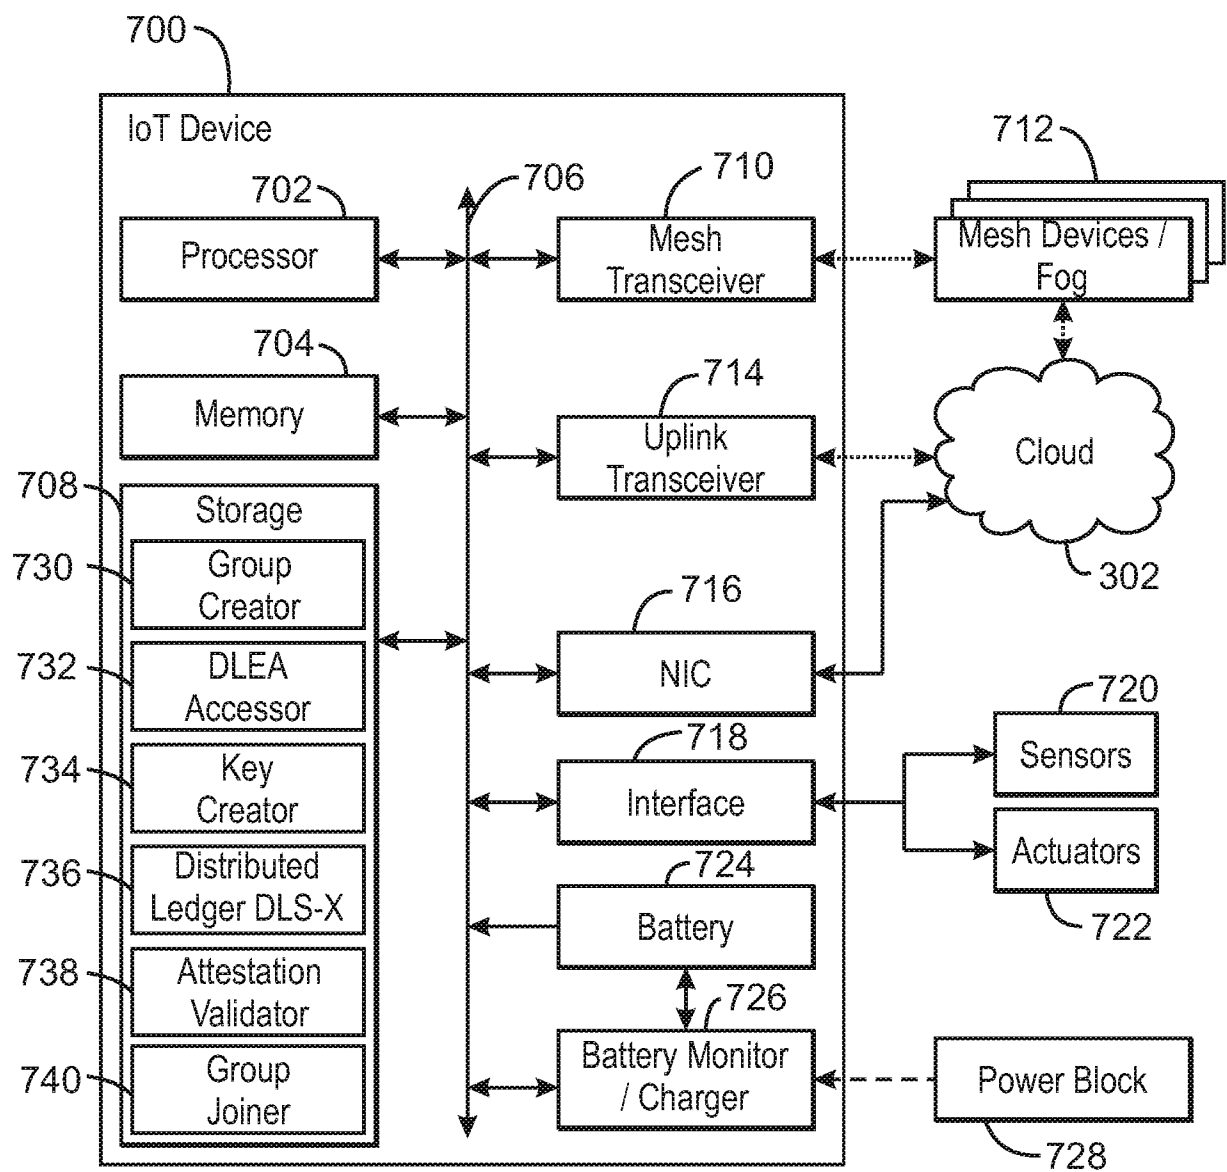 700
IoT Device
702
Processor
704
Memory
706
708
Storage
730
Group
Creator
732
DLEA
Accessor
734
Key
Creator
736
Distributed
Ledger DLS-X
738
Attestation
Validator
740
Group
Joiner
710
Mesh
Transceiver
712
Mesh Devices /
Fog
714
Uplink
Transceiver
Cloud
302
716
NIC
718
Interface
720
Sensors
Actuators
722
724
Battery
726
Battery Monitor
/ Charger
Power Block
728